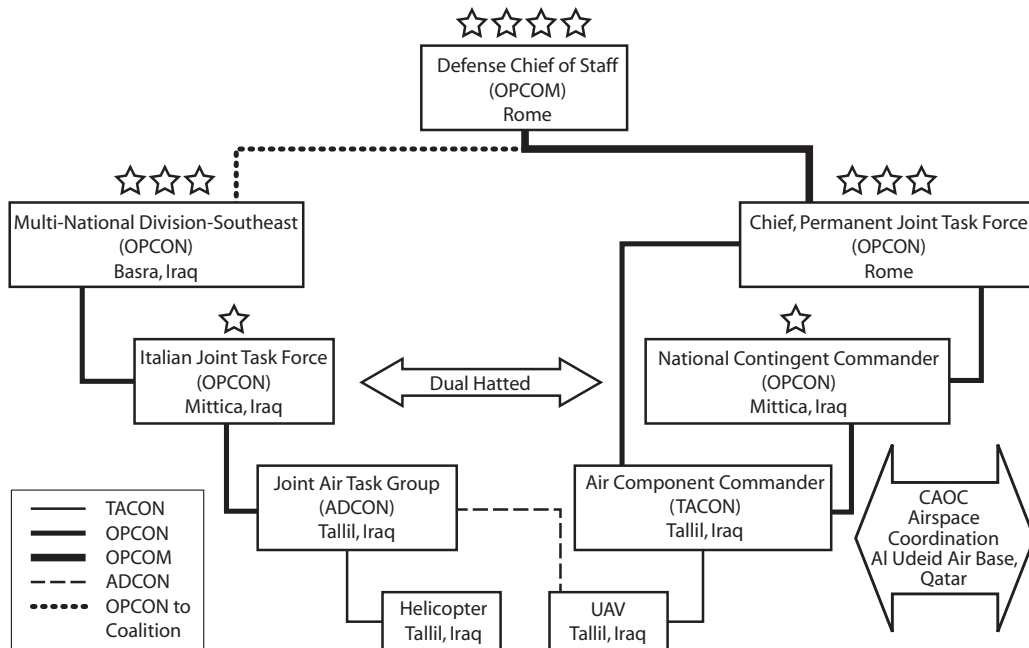 Defense Chief of Staff
(OPCOM)
Rome
Multi-National Division-Southeast
(OPCON)
Basra, Iraq
Chief, Permanent Joint Task Force
(OPCON)
Rome
Italian Joint Task Force
(OPCON)
Mittica, Iraq
Dual Hatted
National Contingent Commander
(OPCON)
Mittica, Iraq
Joint Air Task Group
(ADCON)
Tallil, Iraq
Air Component Commander
(TACON)
Tallil, Iraq
CAOC
Airspace
Coordination
Al Udeid Air Base,
Qatar
TACON
OPCON
OPCOM
ADCON
OPCON to
Coalition
Helicopter
Tallil, Iraq
UAV
Tallil, Iraq